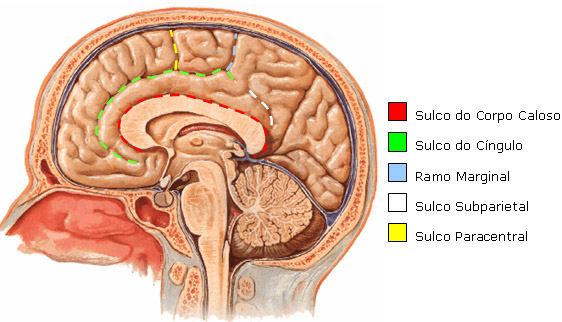 Sulco do Corpo Caloso
Sulco do Cíngulo
Ramo Marginal
Sulco Subparietal
Sulco Paracentral